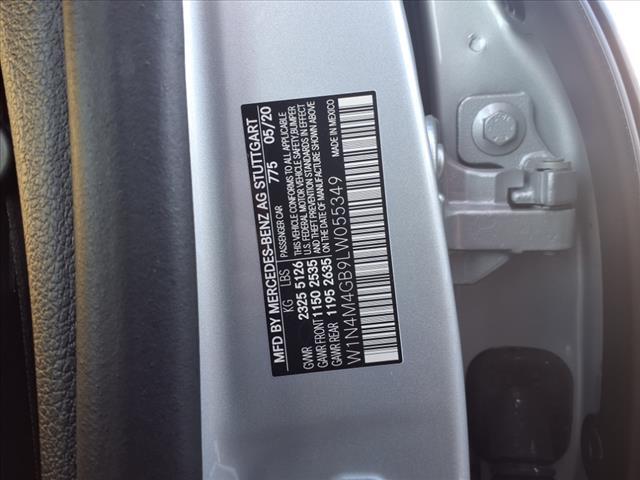 MFD BY MERCEDES-BENZ AG STUTTGART
PASSENGER CAR 775 05/20
KG LBS
GVWR 2325 5126
GAWR FRONT 1150 2535
GAWR REAR 1195 2635
THIS VEHICLE CONFORMS TO ALL APPLICABLE
U.S. FEDERAL MOTOR VEHICLE SAFETY, BUMPER
AND THEFT PREVENTION STANDARDS IN EFFECT
ON THE DATE OF MANUFACTURE SHOWN ABOVE
MADE IN MEXICO
W1N4M4GB9LW055349